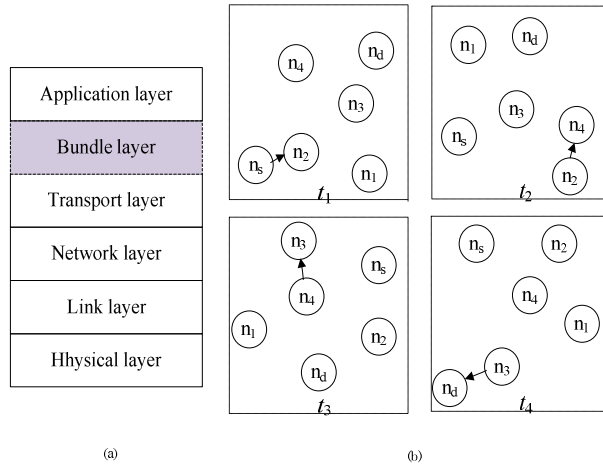 Application layer
Bundle layer
Transport layer
Network layer
Link layer
Hhysical layer
(a)
n4
nd
n3
ns
n2
n1
t1
n1
nd
n3
n4
ns
n2
t2
n3
ns
n4
n1
n2
nd
t3
ns
n2
n4
n1
n3
nd
t4
(b)